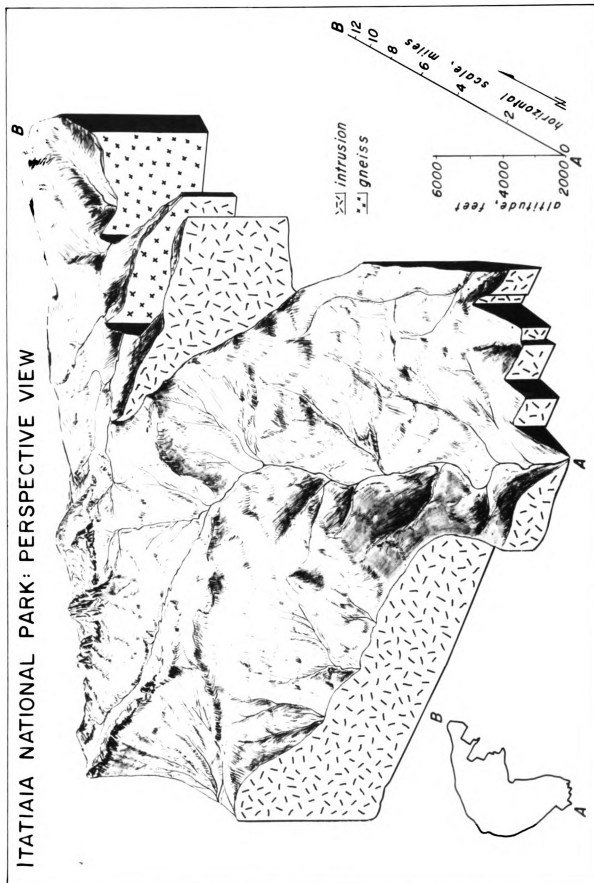 ITATIAIA NATIONAL PARK: PERSPECTIVE VIEW
B
A
B
A
intrusion
gneiss
6000
4000
2000
altitude, feet
0
2
4
6
8
10
12
horizontal scale, miles
A
B
N